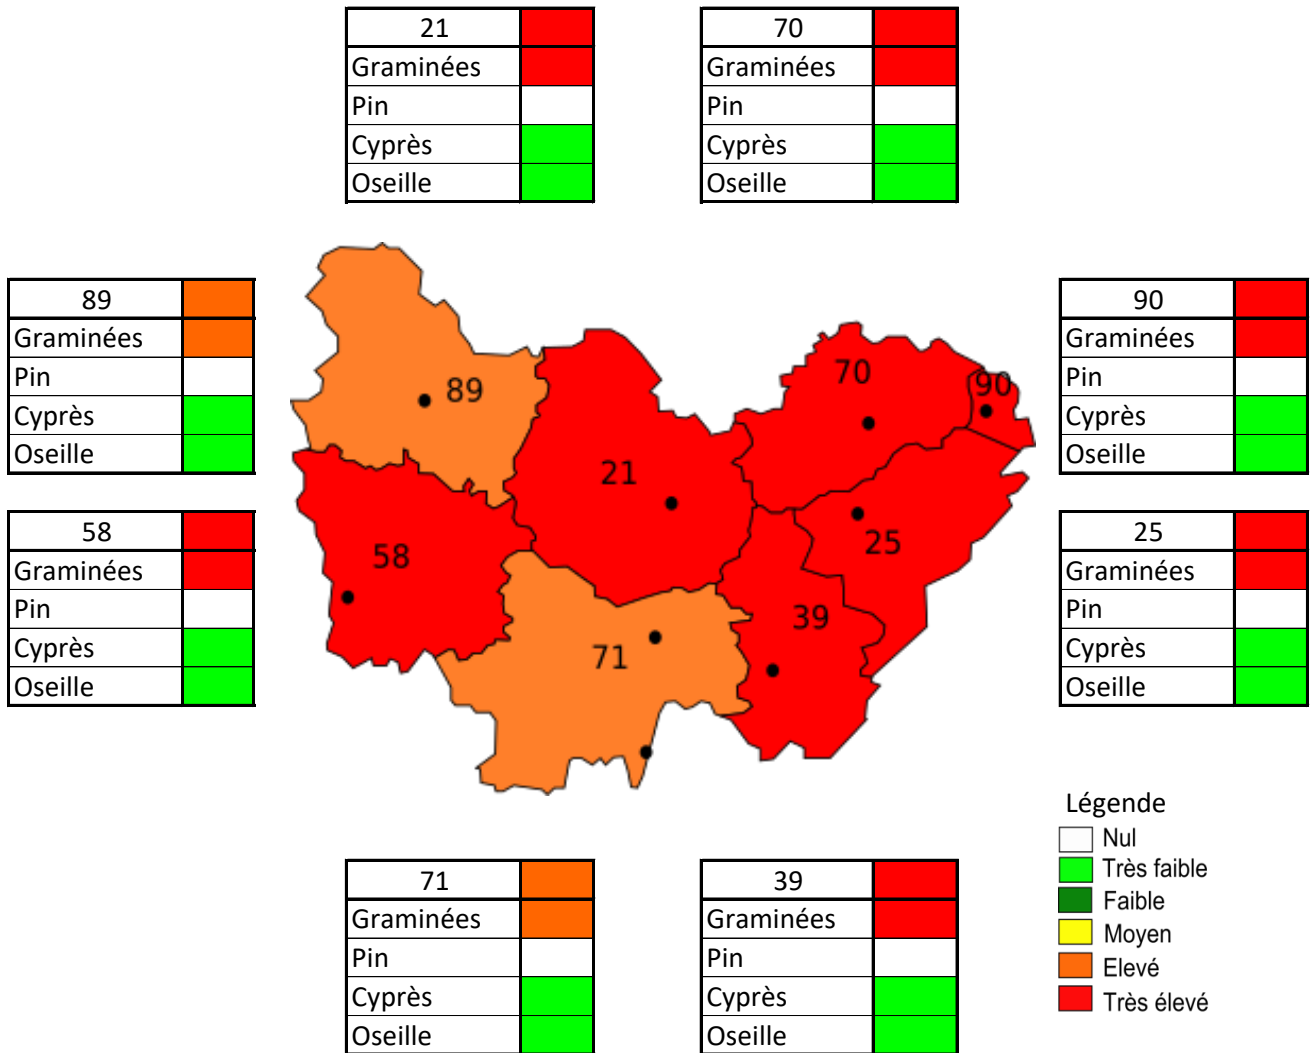 21
Graminées
Pin
Cyprès
Oseille
70
Graminées
Pin
Cyprès
Oseille
89
Graminées
Pin
Cyprès
Oseille
90
Graminées
Pin
Cyprès
Oseille
58
Graminées
Pin
Cyprès
Oseille
25
Graminées
Pin
Cyprès
Oseille
89
70
90
21
25
58
39
71
71
Graminées
Pin
Cyprès
Oseille
39
Graminées
Pin
Cyprès
Oseille
Légende
Nul
Très faible
Faible
Moyen
Elevé
Très élevé